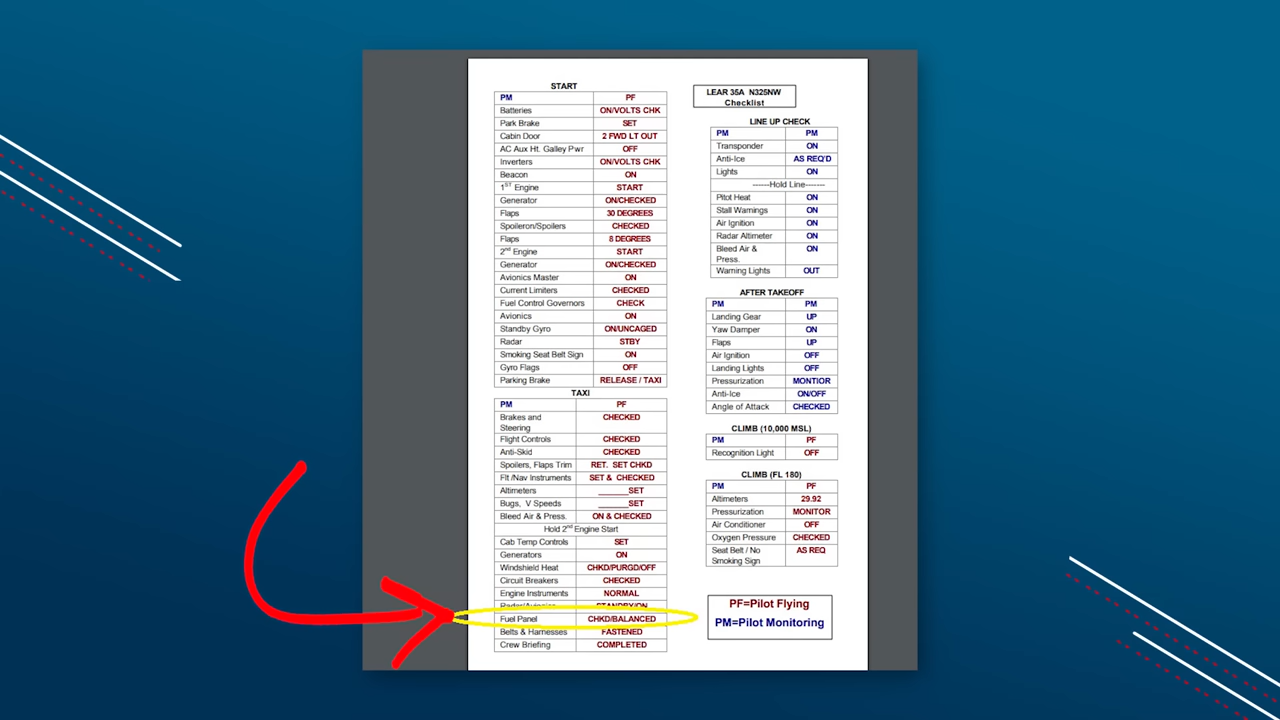 START
PM PF
Batteries ON/VOLTS CHK
Park Brake SET
Cabin Door 2 FWD LT OUT
AC Aux Ht. Galley Pwr OFF
Inverters ON/VOLTS CHK
Beacon ON
1ST Engine START
Generator ON/CHECKED
Flaps 30 DEGREES
Spoileron/Spoilers CHECKED
Flaps 8 DEGREES
2nd Engine START
Generator ON/CHECKED
Avionics Master ON
Current Limiters CHECKED
Fuel Control Governors CHECK
Avionics ON
Standby Gyro ON/UNCAGED
Radar STBY
Smoking Seat Belt Sign ON
Gyro Flags OFF
Parking Brake RELEASE / TAXI
TAXI
PM PF
Brakes and CHECKED
Steering
Flight Controls CHECKED
Anti-Skid CHECKED
Spoilers, Flaps Trim RET. SET CHKD
Flt /Nav Instruments SET & CHECKED
Altimeters ______SET
Bugs, V Speeds ______SET
Bleed Air & Press. ON & CHECKED
Hold 2nd Engine Start
Cab Temp Controls SET
Generators ON
Windshield Heat CHKD/PURGD/OFF
Circuit Breakers CHECKED
Engine Instruments NORMAL
Radar/Avionics STANDBY/ON
Fuel Panel CHKD/BALANCED
Belts & Harnesses FASTENED
Crew Briefing COMPLETED
LEAR 35A N325NW
Checklist
LINE UP CHECK
PM PM
Transponder ON
Anti-Ice AS REQ'D
Lights ON
------Hold Line-------
Pitot Heat ON
Stall Warnings ON
Air Ignition ON
Radar Altimeter ON
Bleed Air & ON
Press.
Warning Lights OUT
AFTER TAKEOFF
PM PM
Landing Gear UP
Yaw Damper ON
Flaps UP
Air Ignition OFF
Landing Lights OFF
Pressurization MONTIOR
Anti-Ice ON/OFF
Angle of Attack CHECKED
CLIMB (10,000 MSL)
PM PF
Recognition Light OFF
CLIMB (FL 180)
PM PF
Altimeters 29.92
Pressurization MONITOR
Air Conditioner OFF
Oxygen Pressure CHECKED
Seat Belt / No AS REQ
Smoking Sign
PF=Pilot Flying
PM=Pilot Monitoring